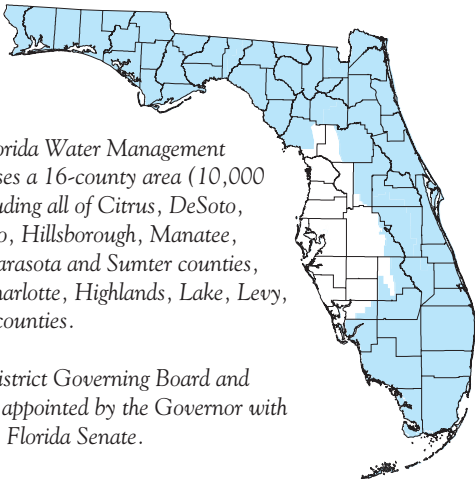 orida Water Management
ses a 16-county area (10,000
uding all of Citrus, DeSoto,
o, Hillsborough, Manatee,
arasota and Sumter counties,
harlotte, Highlands, Lake, Levy,
counties.
istrict Governing Board and
appointed by the Governor with
Florida Senate.